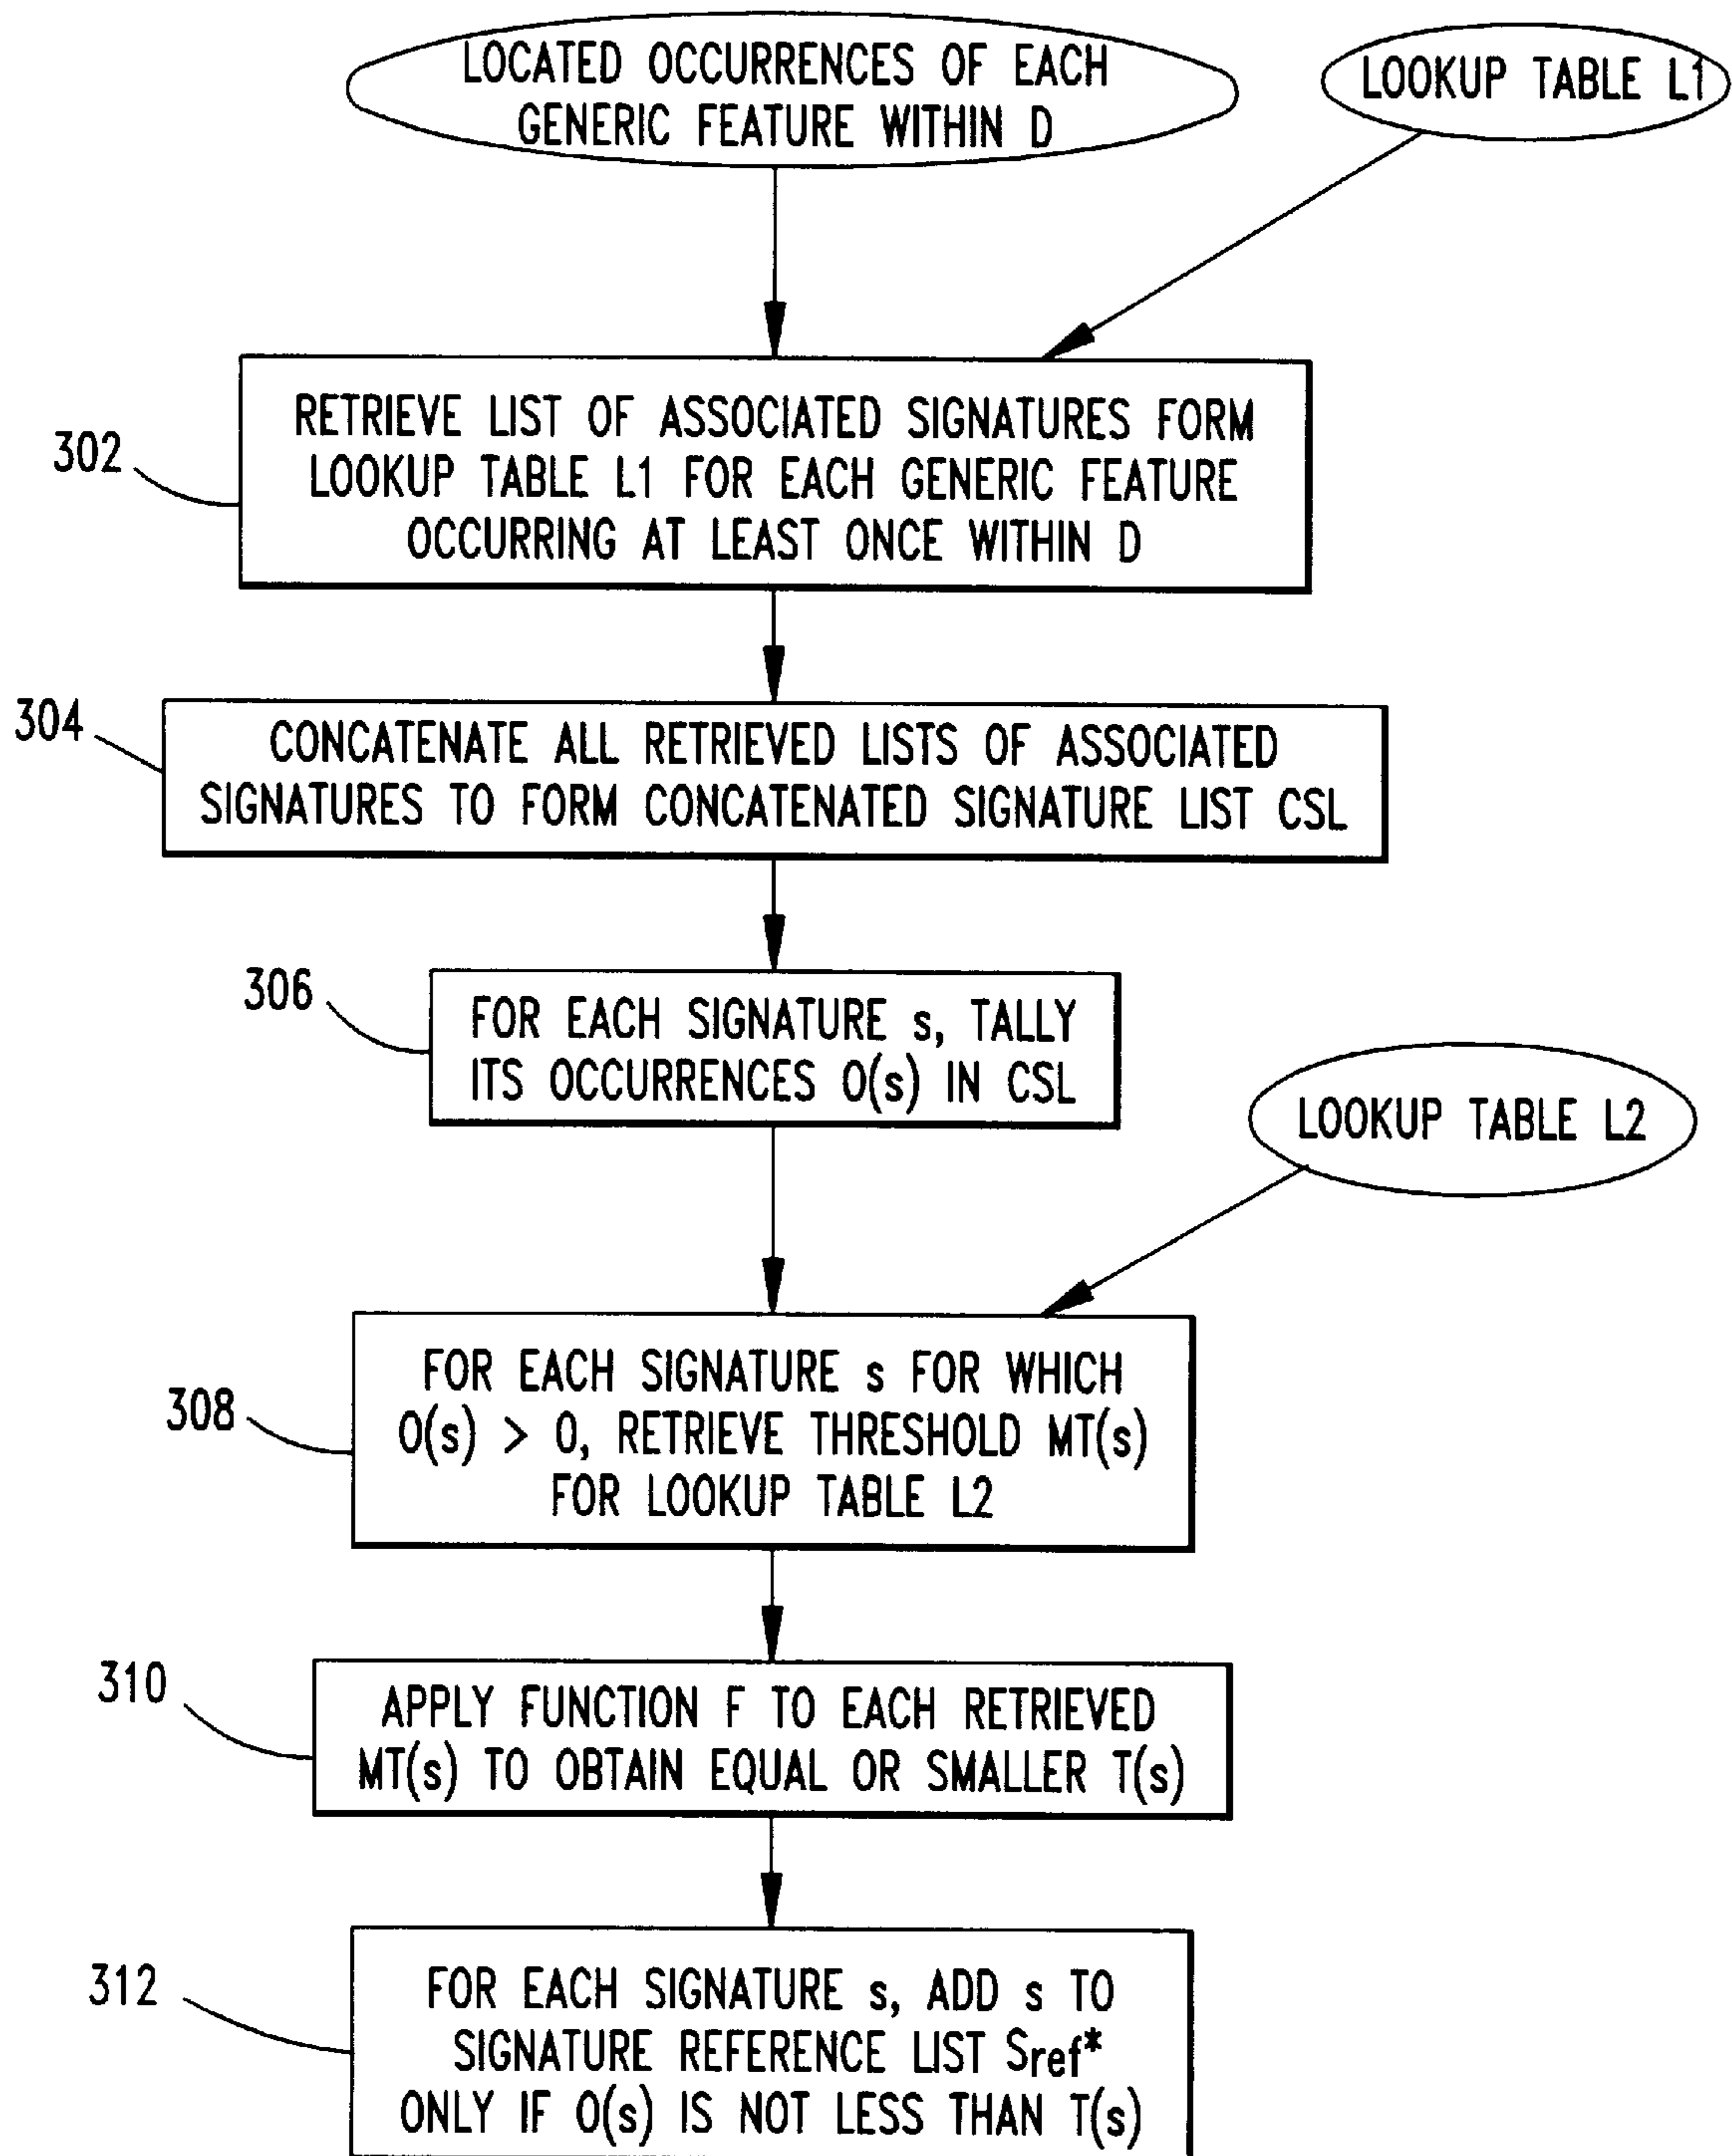 LOCATED OCCURRENCES OF EACH
GENERIC FEATURE WITHIN D
LOOKUP TABLE L1
302
RETRIEVE LIST OF ASSOCIATED SIGNATURES FORM
LOOKUP TABLE L1 FOR EACH GENERIC FEATURE
OCCURRING AT LEAST ONCE WITHIN D
304
CONCATENATE ALL RETRIEVED LISTS OF ASSOCIATED
SIGNATURES TO FORM CONCATENATED SIGNATURE LIST CSL
306
FOR EACH SIGNATURE s, TALLY
ITS OCCURRENCES O(s) IN CSL
LOOKUP TABLE L2
308
FOR EACH SIGNATURE s FOR WHICH
O(s) > 0, RETRIEVE THRESHOLD MT(s)
FOR LOOKUP TABLE L2
310
APPLY FUNCTION F TO EACH RETRIEVED
MT(s) TO OBTAIN EQUAL OR SMALLER T(s)
312
FOR EACH SIGNATURE s, ADD s TO
SIGNATURE REFERENCE LIST Sref*
ONLY IF O(s) IS NOT LESS THAN T(s)